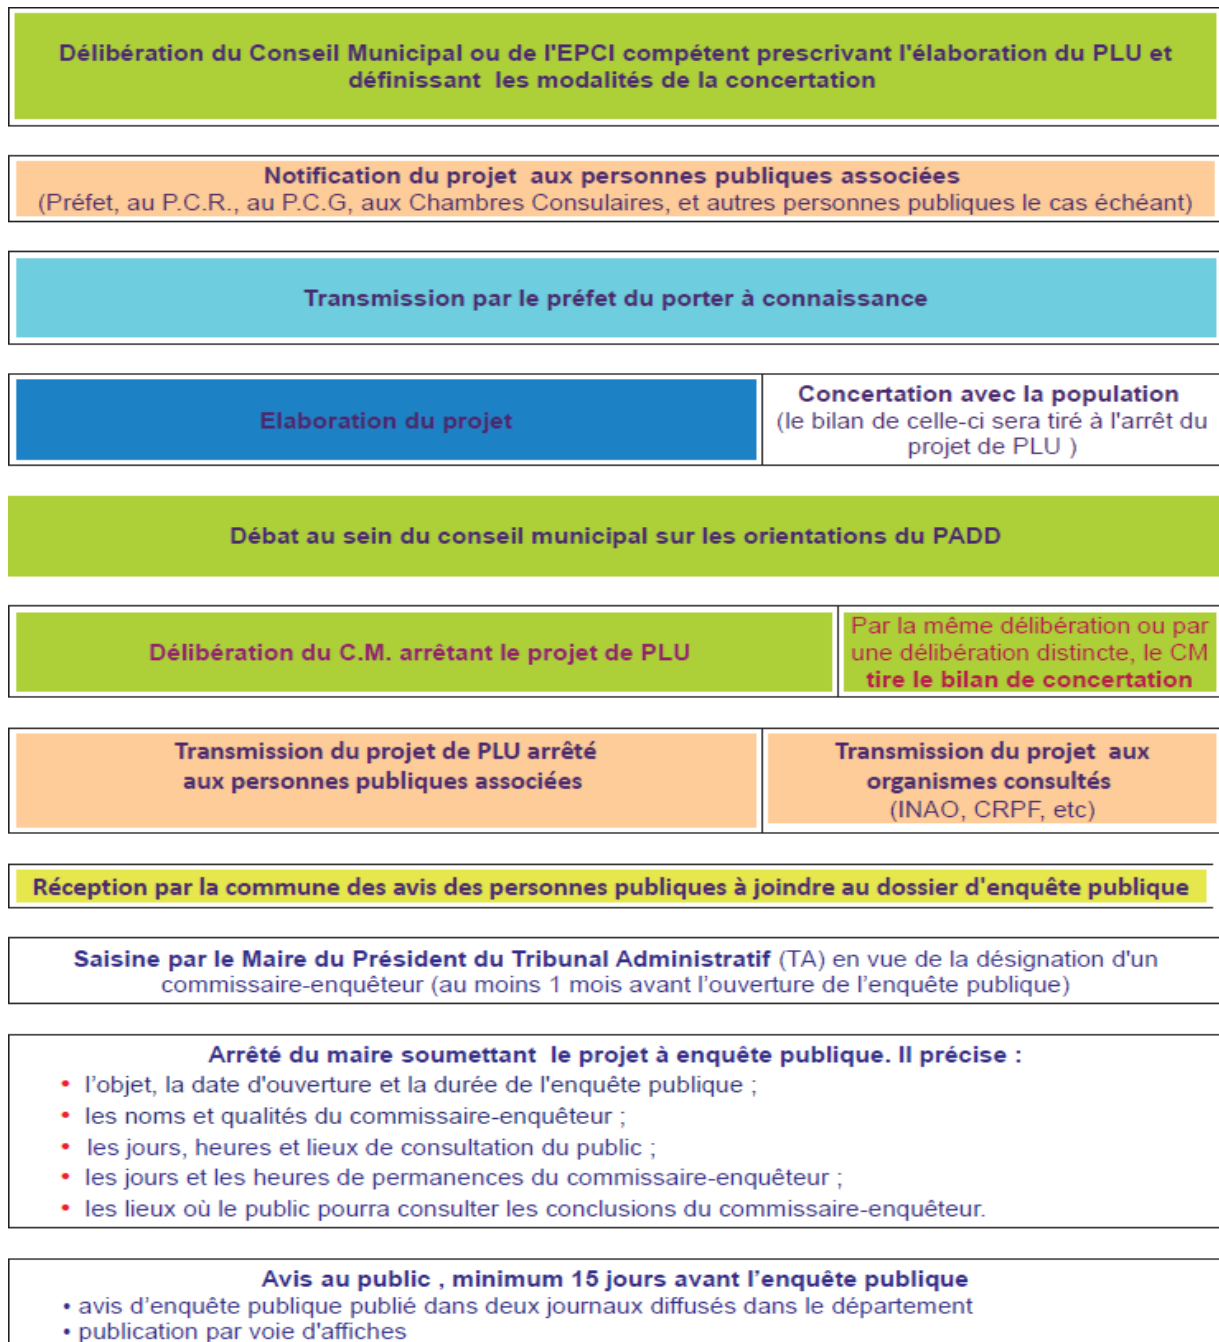 Délibération du Conseil Municipal ou de l'EPCI compétent prescrivant l'élaboration du PLU et
définissant les modalités de la concertation
Notification du projet aux personnes publiques associées
(Préfet, au P.C.R., au P.C.G, aux Chambres Consulaires, et autres personnes publiques le cas échéant)
Transmission par le préfet du porter à connaissance
Elaboration du projet
Concertation avec la population
(le bilan de celle-ci sera tiré à l'arrêt du
projet de PLU )
Débat au sein du conseil municipal sur les orientations du PADD
Délibération du C.M. arrêtant le projet de PLU
Par la même délibération ou par
une délibération distincte, le CM
tire le bilan de concertation
Transmission du projet de PLU arrêté
aux personnes publiques associées
Transmission du projet aux
organismes consultés
(INAO, CRPF, etc)
Réception par la commune des avis des personnes publiques à joindre au dossier d'enquête publique
Saisine par le Maire du Président du Tribunal Administratif (TA) en vue de la désignation d'un
commissaire-enquêteur (au moins 1 mois avant l’ouverture de l’enquête publique)
Arrêté du maire soumettant le projet à enquête publique. Il précise :
• l’objet, la date d'ouverture et la durée de l'enquête publique ;
• les noms et qualités du commissaire-enquêteur ;
• les jours, heures et lieux de consultation du public ;
• les jours et les heures de permanences du commissaire-enquêteur ;
• les lieux où le public pourra consulter les conclusions du commissaire-enquêteur.
Avis au public , minimum 15 jours avant l’enquête publique
• avis d’enquête publique publié dans deux journaux diffusés dans le département
• publication par voie d'affiches